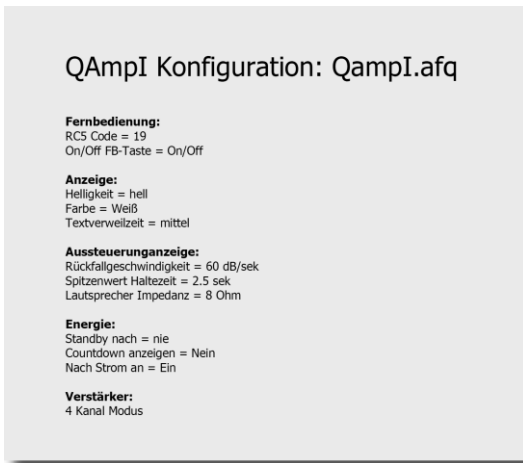 QAmpI Konfiguration: QampI.afq
Fernbedienung:
RC5 Code = 19
On/Off FB-Taste = On/Off
Anzeige:
Helligkeit = hell
Farbe = Weiß
Textverweilzeit = mittel
Aussteuerunganzeige:
Rückfallgeschwindigkeit = 60 dB/sek
Spitzenwert Haltezeit = 2.5 sek
Lautsprecher Impedanz = 8 Ohm
Energie:
Standby nach = nie
Countdown anzeigen = Nein
Nach Strom an = Ein
Verstärker:
4 Kanal Modus